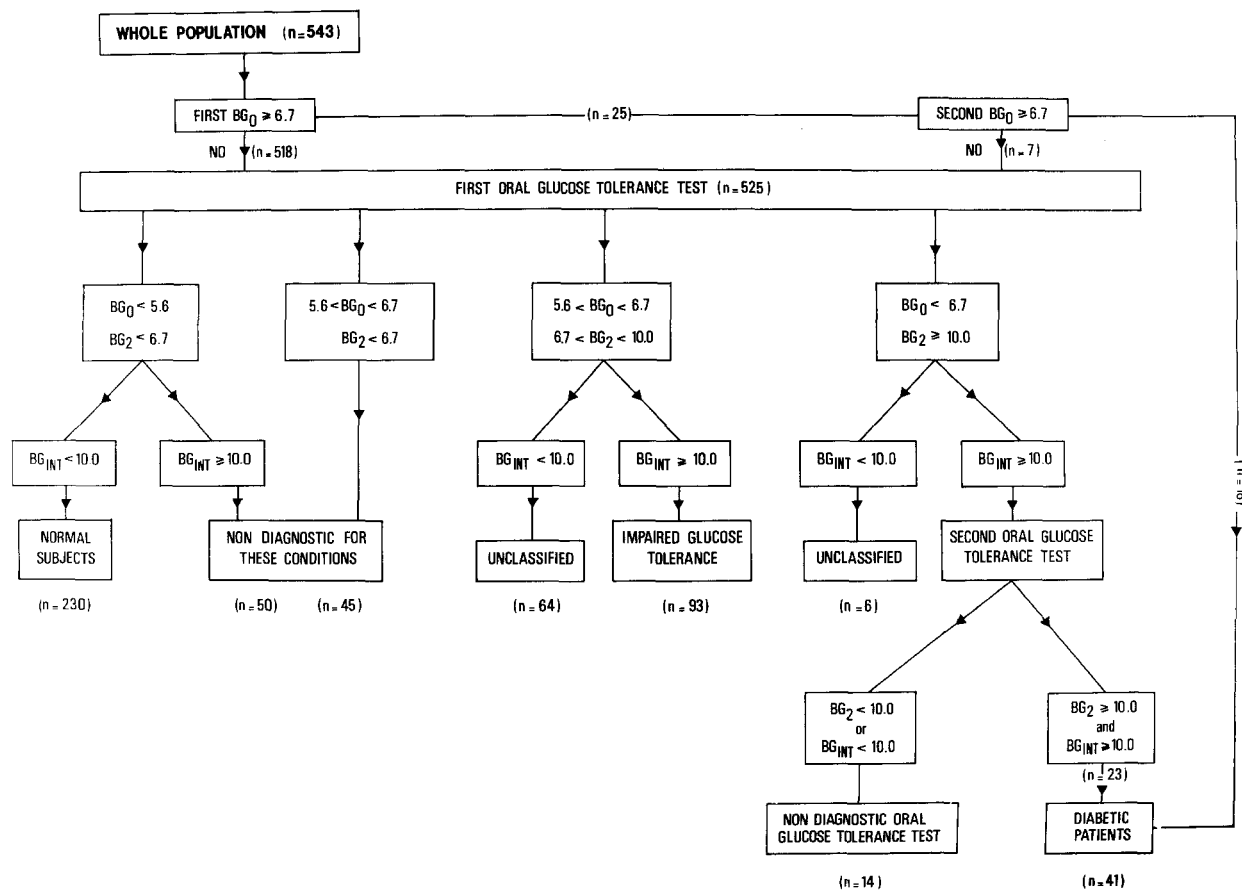 WHOLE POPULATION (n=543)
FIRST BG0 ⩾ 6.7
(n=25)
SECOND BG0 ⩾ 6.7
NO (n=518)
NO (n=7)
FIRST ORAL GLUCOSE TOLERANCE TEST (n=525)
BG0 < 5.6
BG2 < 6.7
5.6 < BG0 < 6.7
BG2 < 6.7
5.6 < BG0 < 6.7
6.7 < BG2 < 10.0
BG0 < 6.7
BG2 ⩾ 10.0
BGINT < 10.0
BGINT ⩾ 10.0
BGINT < 10.0
BGINT ⩾ 10.0
BGINT < 10.0
BGINT ⩾ 10.0
NORMAL
SUBJECTS
NON DIAGNOSTIC FOR
THESE CONDITIONS
UNCLASSIFIED
IMPAIRED GLUCOSE
TOLERANCE
UNCLASSIFIED
SECOND ORAL GLUCOSE
TOLERANCE TEST
(n=230)
(n=50)
(n=45)
(n=64)
(n=93)
(n=6)
BG2 < 10.0
or
BGINT < 10.0
BG2 ⩾ 10.0
and
BGINT ⩾ 10.0
(n=23)
NON DIAGNOSTIC ORAL
GLUCOSE TOLERANCE TEST
DIABETIC
PATIENTS
(n=14)
(n=41)